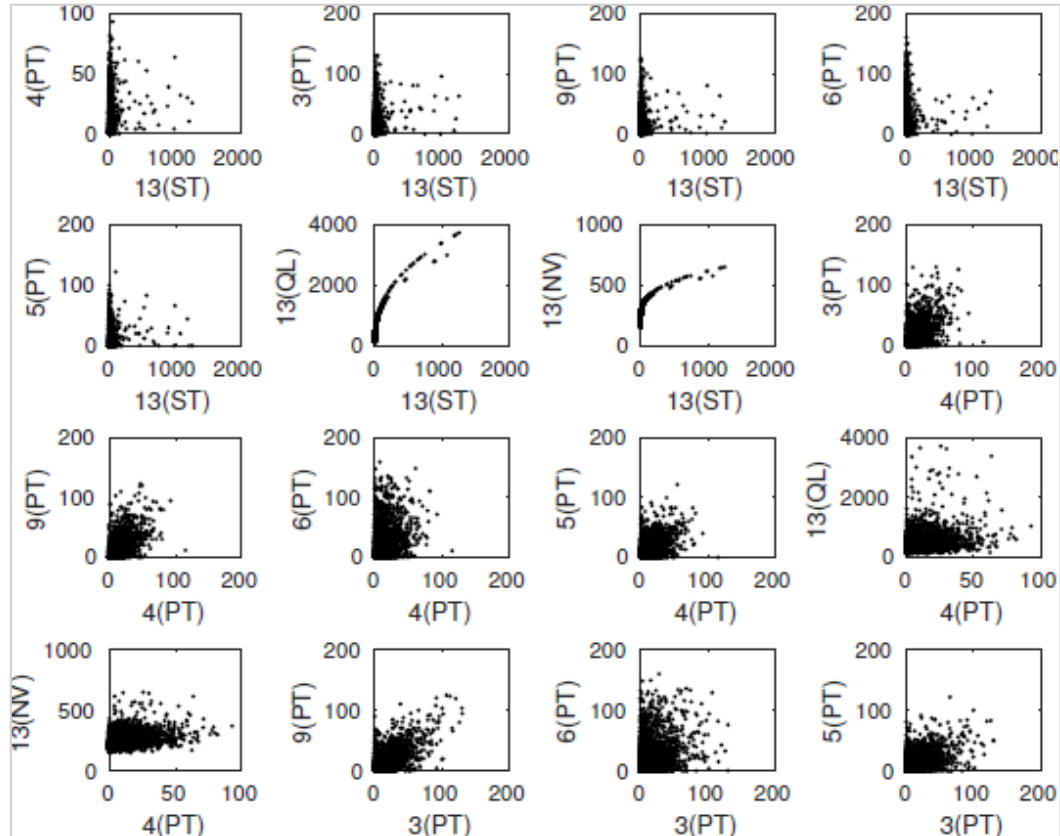 100
50
0
4(PT)
0 1000 2000
13(ST)
200
100
0
3(PT)
0 1000 2000
13(ST)
200
100
0
9(PT)
0 1000 2000
13(ST)
200
100
0
6(PT)
0 1000 2000
13(ST)
200
100
0
5(PT)
0 1000 2000
13(ST)
4000
2000
0
13(QL)
0 1000 2000
13(ST)
1000
500
0
13(NV)
0 1000 2000
13(ST)
200
100
0
3(PT)
0 100 200
4(PT)
200
100
0
9(PT)
0 100 200
4(PT)
200
100
0
6(PT)
0 100 200
4(PT)
200
100
0
5(PT)
0 100 200
4(PT)
4000
2000
0
13(QL)
0 50 100
4(PT)
1000
500
0
13(NV)
0 50 100
4(PT)
200
100
0
9(PT)
0 100 200
3(PT)
200
100
0
6(PT)
0 100 200
3(PT)
200
100
0
5(PT)
0 100 200
3(PT)